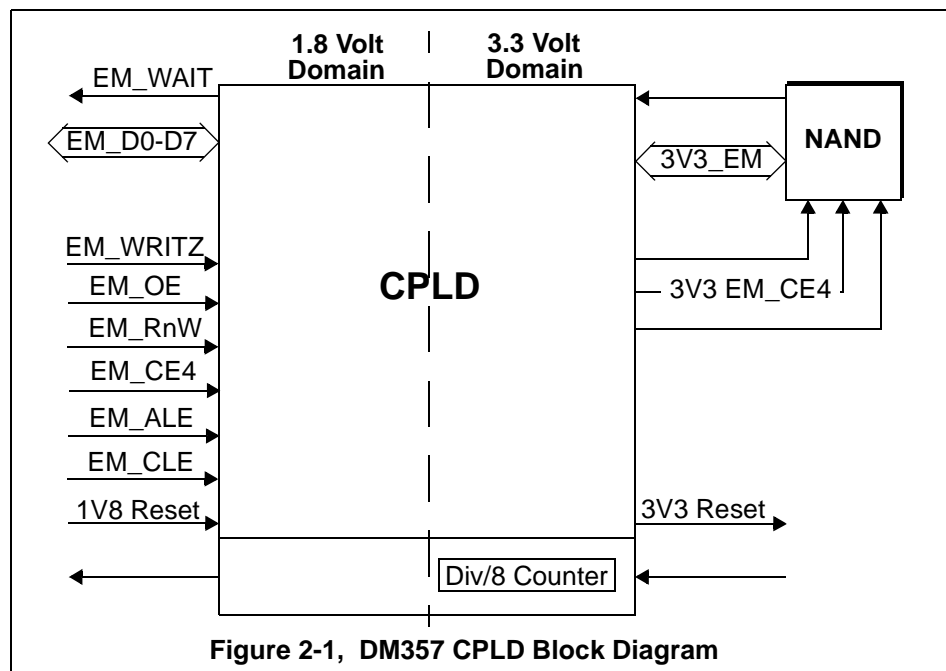 1.8 Volt
Domain
3.3 Volt
Domain
EM_WAIT
EM_D0-D7
3V3_EM
NAND
EM_WRITZ
EM_OE
CPLD
3V3 EM_CE4
EM_RnW
EM_CE4
EM_ALE
EM_CLE
1V8 Reset
3V3 Reset
Div/8 Counter
Figure 2-1, DM357 CPLD Block Diagram